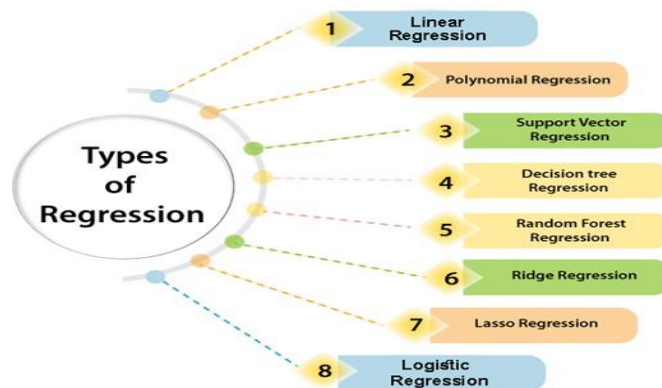 1
Linear
Regression
2
Polynomial Regression
3
Support Vector
Regression
Types
of
Regression
4
Decision tree
Regression
5
Random Forest
Regression
6
Ridge Regression
7
Lasso Regression
8
Logistic
Regression